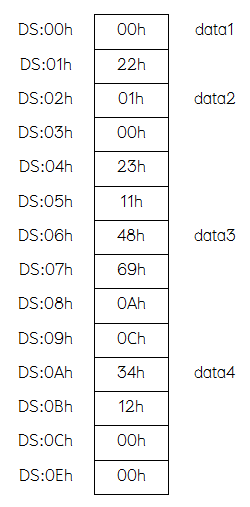 DS:00h 00h data1
DS:01h 22h
DS:02h 01h data2
DS:03h 00h
DS:04h 23h
DS:05h 11h
DS:06h 48h data3
DS:07h 69h
DS:08h 0Ah
DS:09h 0Ch
DS:0Ah 34h data4
DS:0Bh 12h
DS:0Ch 00h
DS:0Eh 00h